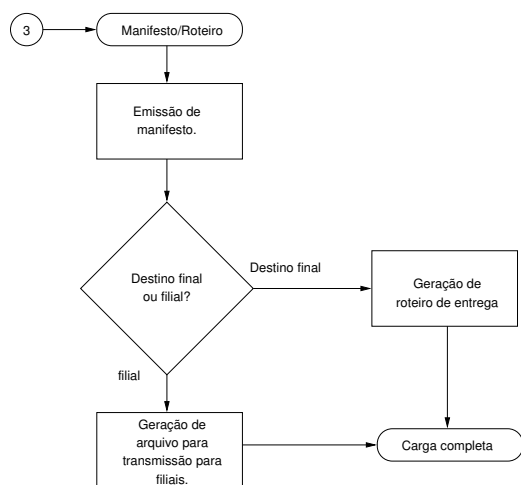 3
Manifesto/Roteiro
Emissão de
manifesto.
Destino final
ou filial?
Destino final
Geração de
roteiro de entrega
filial
Geração de
arquivo para
transmissão para
filiais.
Carga completa